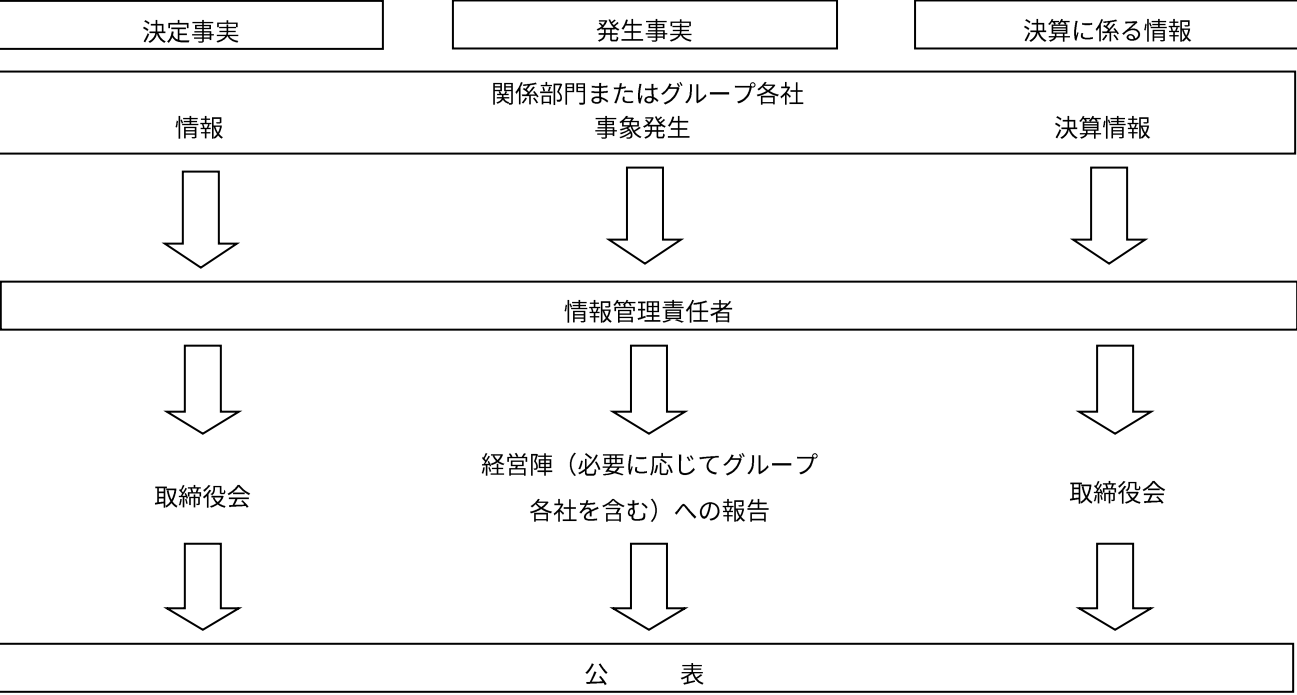 決定事実
発生事実
決算に係る情報
関係部門またはグループ各社
情報
事象発生
決算情報
情報管理責任者
取締役会
経営陣（必要に応じてグループ
各社を含む）への報告
取締役会
公　　　表